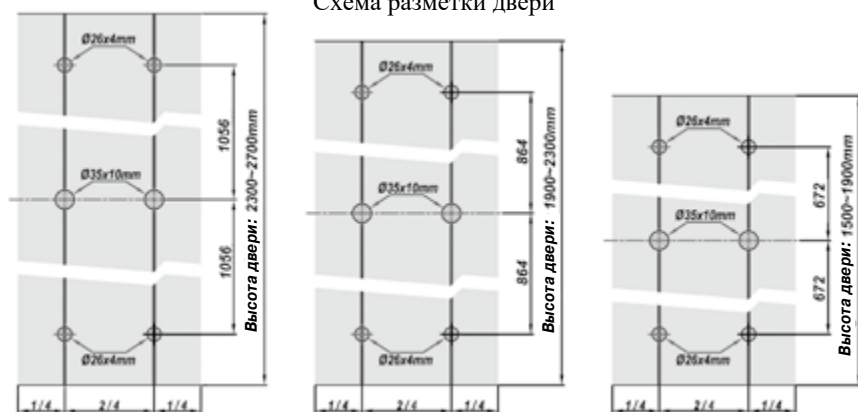 Схема разметки двери
Ø26x4mm
1056
Ø35x10mm
1056
Ø26x4mm
Высота двери: 2300~2700mm
1/4 2/4 1/4
Ø26x4mm
864
Ø35x10mm
864
Ø26x4mm
Высота двери: 1900~2300mm
1/4 2/4 1/4
Ø26x4mm
672
Ø35x10mm
672
Ø26x4mm
Высота двери: 1500~1900mm
1/4 2/4 1/4